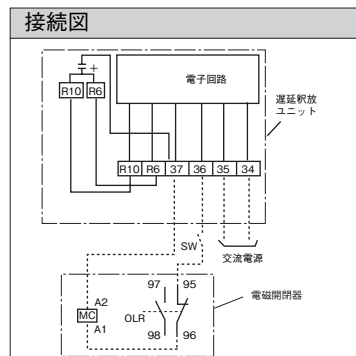 接続図
+
電子回路
R10 R6
遅延釈放
ユニット
R10 R6 37 36 35 34
SW
交流電源
97 95
電磁開閉器
A2
MC
OLR
A1
98 96